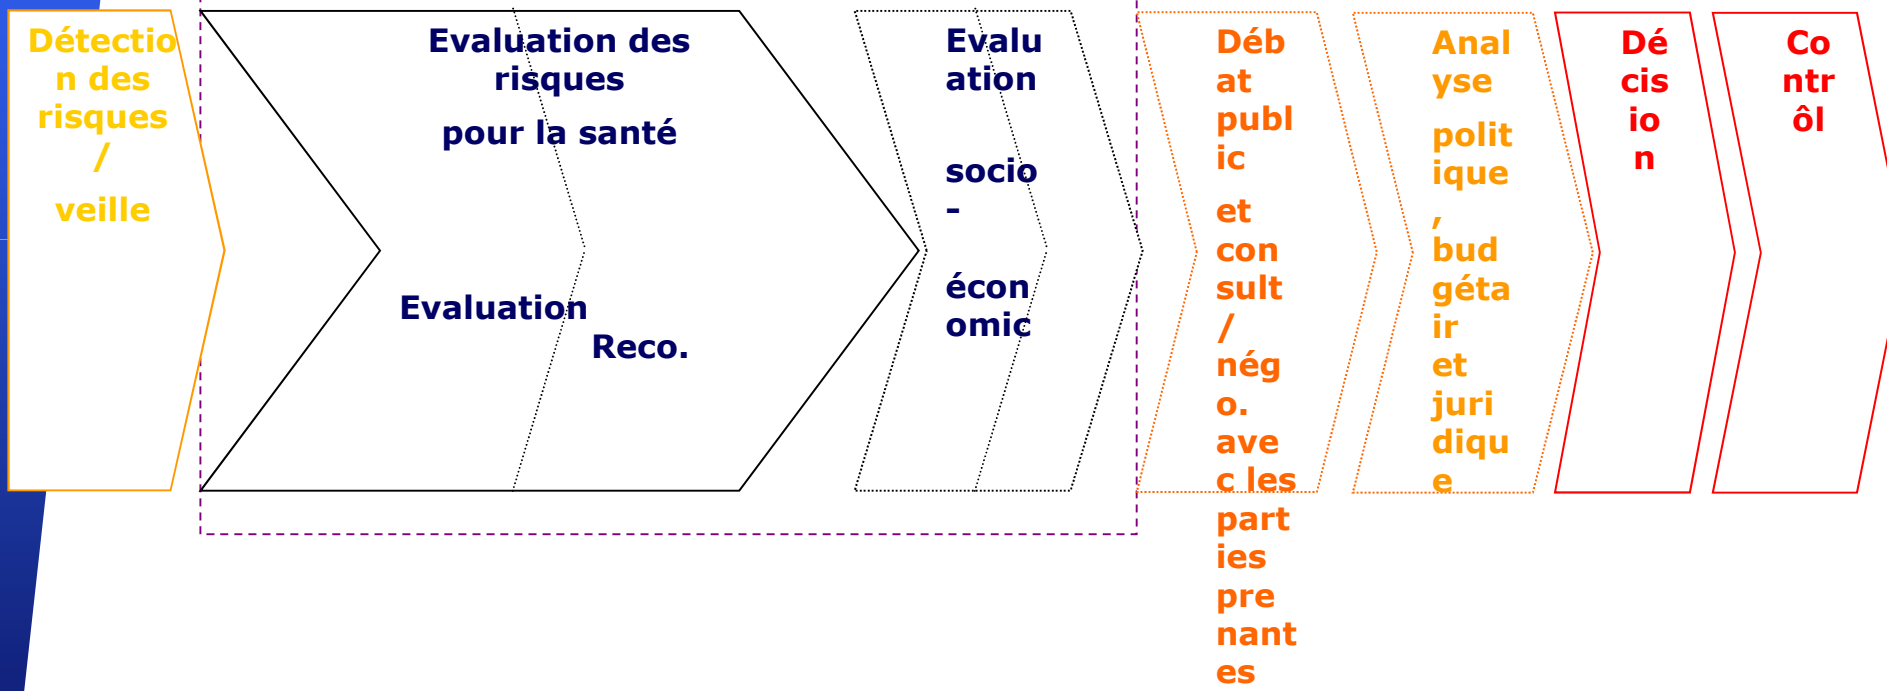 Détectio
n des
risques
/
veille
Evaluation des
risques
pour la santé
Evaluation
Reco.
Evalu
ation
socio
-
écon
omic
Déb
at
publ
ic
et
con
sult
/
nég
o.
ave
c les
part
ies
pre
nant
es
Anal
yse
polit
ique
,
bud
géta
ir
et
juri
diqu
e
Dé
cis
io
n
Co
ntr
ôl